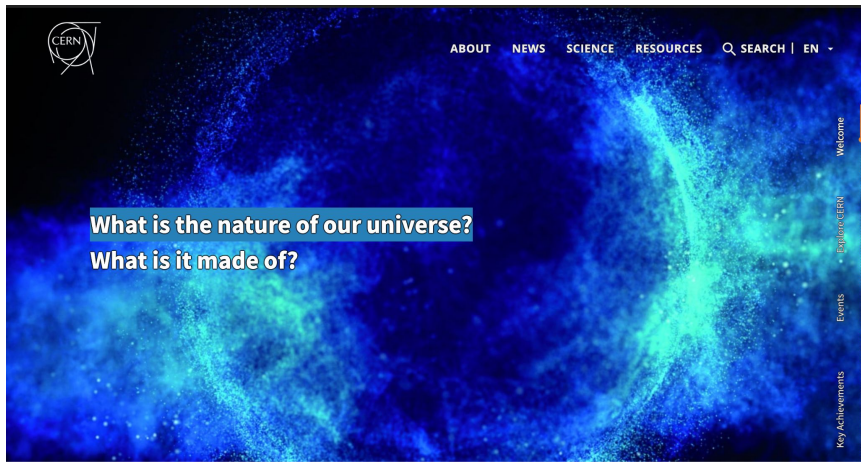 CERN
ABOUT NEWS SCIENCE RESOURCES SEARCH | EN
What is the nature of our universe?
What is it made of?
Welcome
Explore CERN
Events
Key Achievements